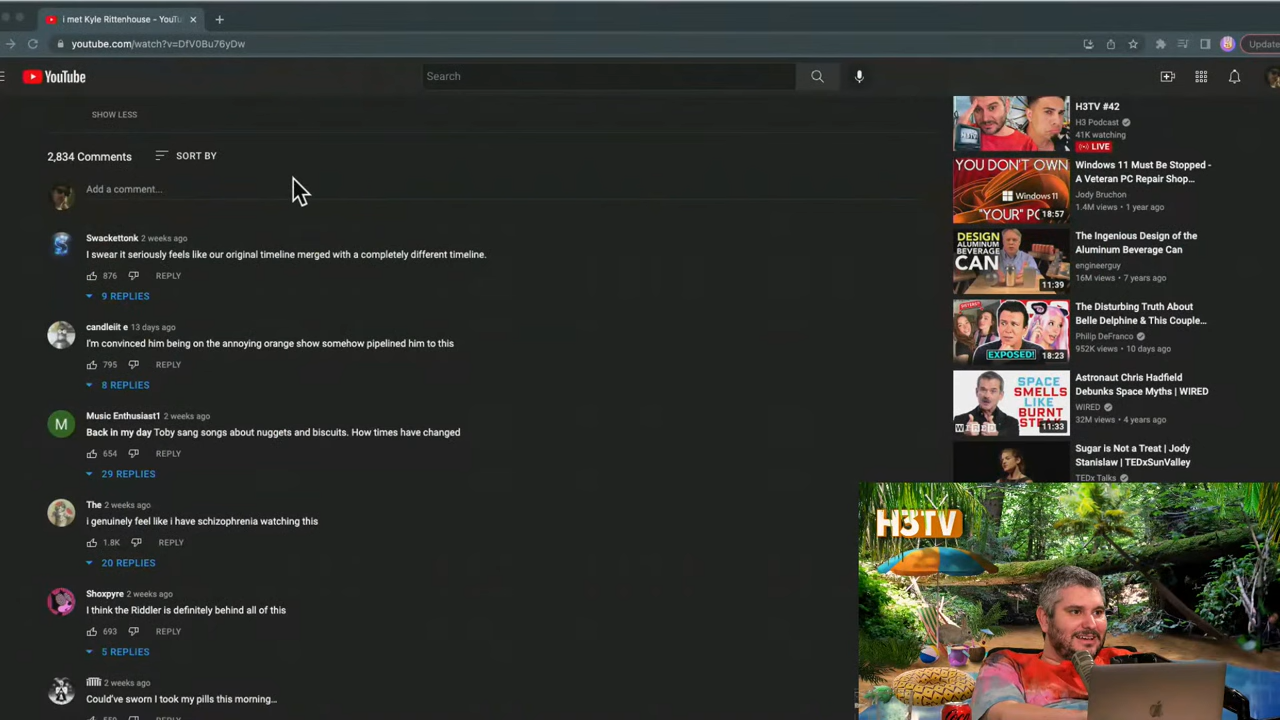 i met Kyle Rittenhouse - YouTu
youtube.com/watch?v=DfV0Bu76yDw
Update
YouTube
Search
SHOW LESS
2,834 Comments
SORT BY
Add a comment...
Swackettonk 2 weeks ago
I swear it seriously feels like our original timeline merged with a completely different timeline.
876 REPLY
9 REPLIES
candleiit e 13 days ago
I'm convinced him being on the annoying orange show somehow pipelined him to this
795 REPLY
8 REPLIES
M
Music Enthusiast1 2 weeks ago
Back in my day Toby sang songs about nuggets and biscuits. How times have changed
654 REPLY
29 REPLIES
The 2 weeks ago
i genuinely feel like i have schizophrenia watching this
1.8K REPLY
20 REPLIES
Shoxpyre 2 weeks ago
I think the Riddler is definitely behind all of this
693 REPLY
5 REPLIES
2 weeks ago
Could've sworn I took my pills this morning...
H3TV #42
H3 Podcast
41K watching
LIVE
YOU DON'T OWN
Windows 11
"YOUR" PC
18:57
Windows 11 Must Be Stopped -
A Veteran PC Repair Shop...
Jody Bruchon
1.4M views • 1 year ago
DESIGN
ALUMINUM
BEVERAGE
CAN
11:39
The Ingenious Design of the
Aluminum Beverage Can
engineerguy
16M views • 7 years ago
EXPOSED!
18:23
The Disturbing Truth About
Belle Delphine & This Couple...
Philip DeFranco
952K views • 10 days ago
SPACE
SMELLS
LIKE
BURNT
STEAK
WIRED
11:33
Astronaut Chris Hadfield
Debunks Space Myths | WIRED
WIRED
32M views • 4 years ago
Sugar is Not a Treat | Jody
Stanislaw | TEDxSunValley
TEDx Talks
H3TV